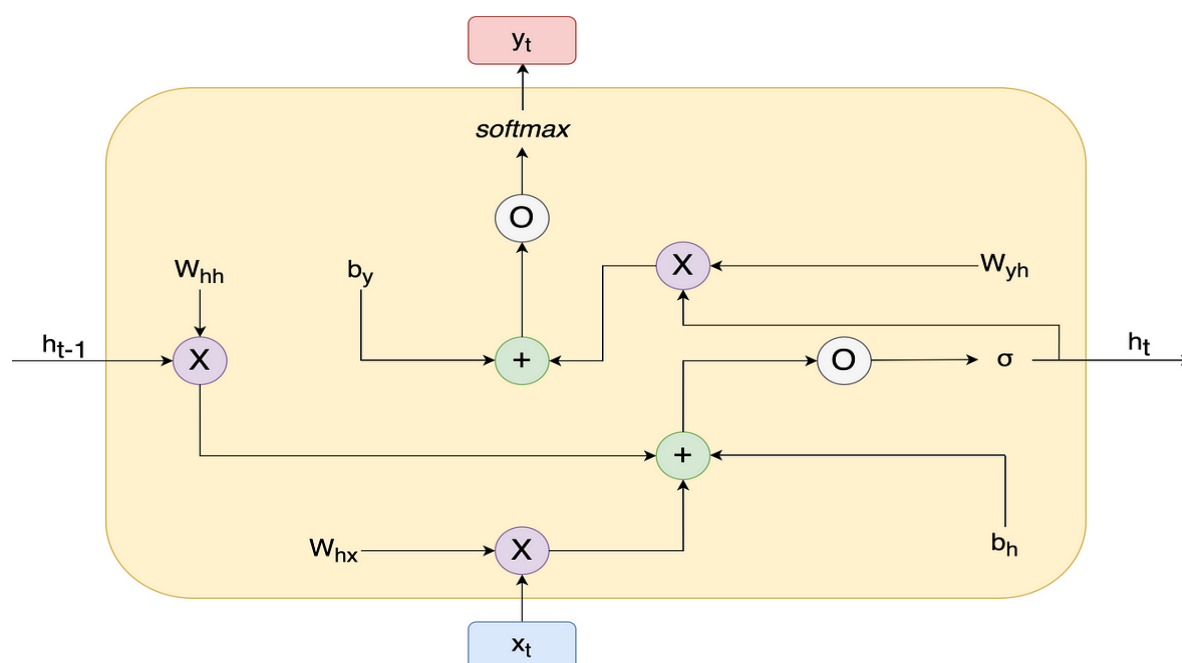 yt
softmax
O
Whh
by
X
Wyh
ht-1
X
+
O
σ
ht
+
Whx
X
bh
xt